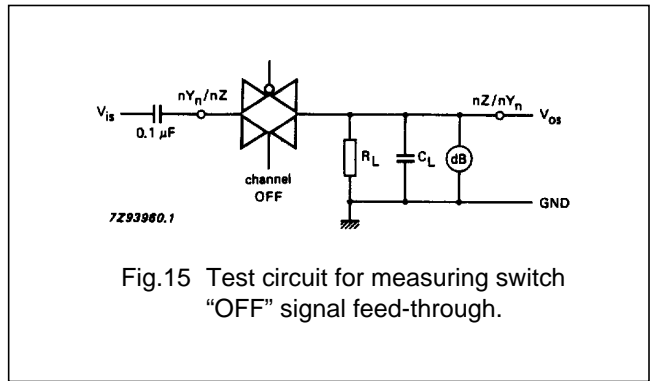 V_is
0.1 μF
nY_n/nZ
channel
OFF
R_L
C_L
dB
nZ/nY_n
V_os
GND
7Z93960.1
Fig.15 Test circuit for measuring switch
“OFF” signal feed-through.